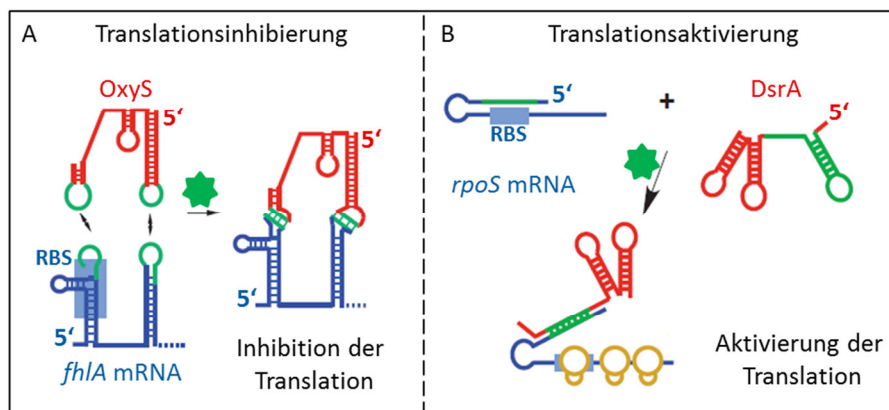 A Translationsinhibierung
OxyS
5‘
RBS
5‘
fhlA mRNA
5‘
5‘
Inhibition der
Translation
B Translationsaktivierung
5‘
+
DsrA
5‘
RBS
rpoS mRNA
Aktivierung der
Translation